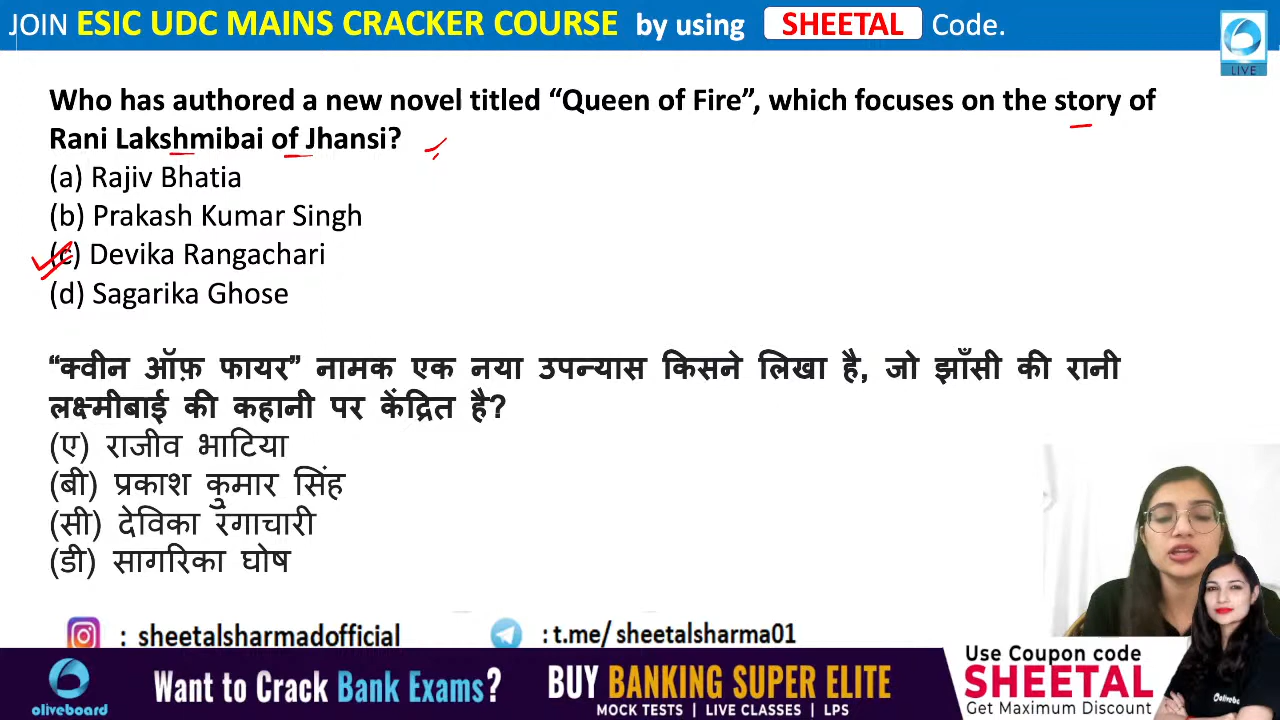 JOIN ESIC UDC MAINS CRACKER COURSE by using SHEETAL Code.
LIVE
Who has authored a new novel titled “Queen of Fire”, which focuses on the story of
Rani Lakshmibai of Jhansi?
(a) Rajiv Bhatia
(b) Prakash Kumar Singh
(c) Devika Rangachari
(d) Sagarika Ghose
“क्वीन ऑफ़ फायर” नामक एक नया उपन्यास किसने लिखा है, जो झाँसी की रानी
लक्ष्मीबाई की कहानी पर केंद्रित है?
(ए) राजीव भाटिया
(बी) प्रकाश कुमार सिंह
(सी) देविका रंगाचारी
(डी) सागरिका घोष
: sheetalsharmadofficial
: t.me/ sheetalsharma01
oliveboard
Want to Crack Bank Exams?
BUY BANKING SUPER ELITE
MOCK TESTS | LIVE CLASSES | LPS
Use Coupon code
SHEETAL
Get Maximum Discount